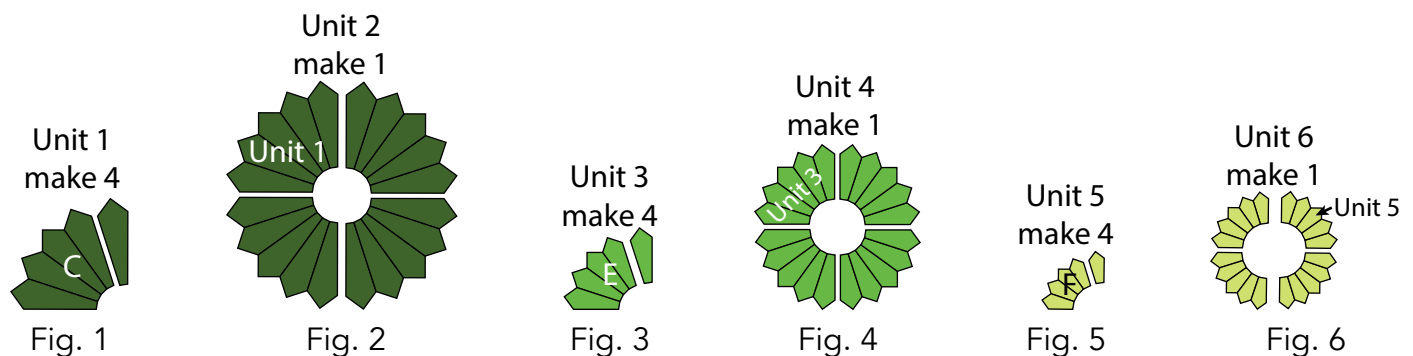 Unit 1
make 4
C
Fig. 1
Unit 2
make 1
Unit 1
Fig. 2
Unit 3
make 4
E
Fig. 3
Unit 4
make 1
Unit 3
Fig. 4
Unit 5
make 4
F
Fig. 5
Unit 6
make 1
Unit 5
Fig. 6